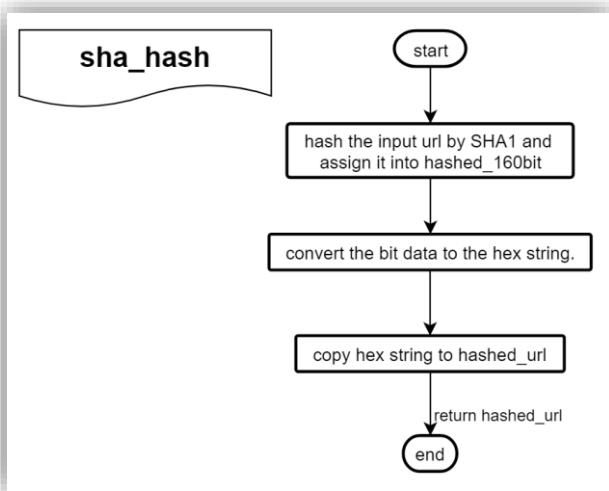 sha_hash
start
hash the input url by SHA1 and
assign it into hashed_160bit
convert the bit data to the hex string.
copy hex string to hashed_url
return hashed_url
end